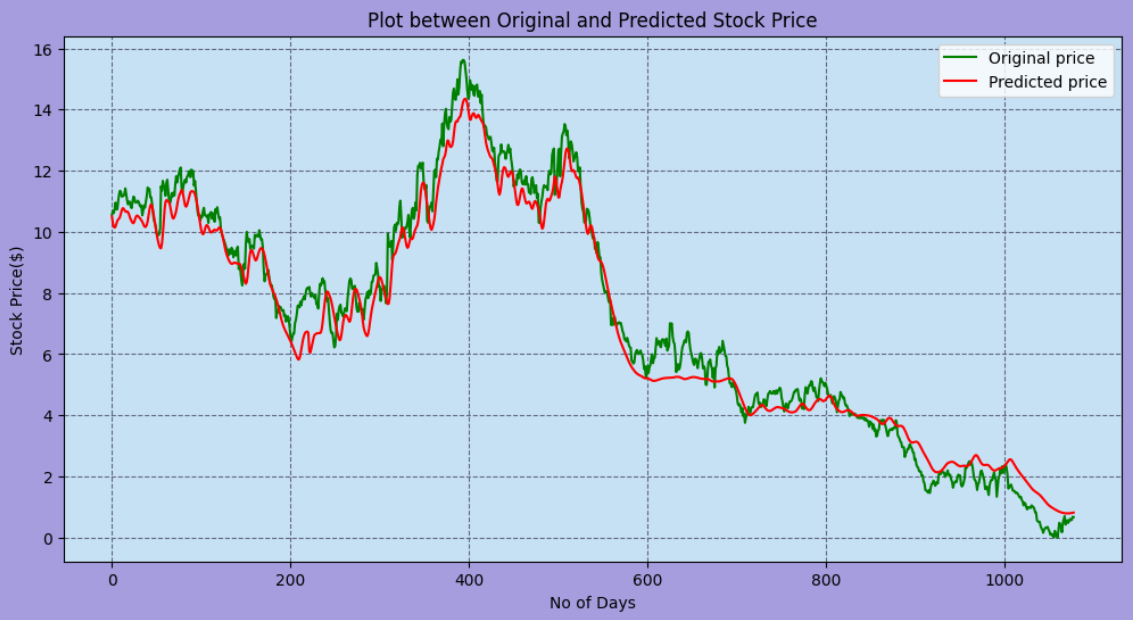 Plot between Original and Predicted Stock Price
Original price
Predicted price
16
14
12
10
8
6
4
2
0
Stock Price($)
0 200 400 600 800 1000
No of Days